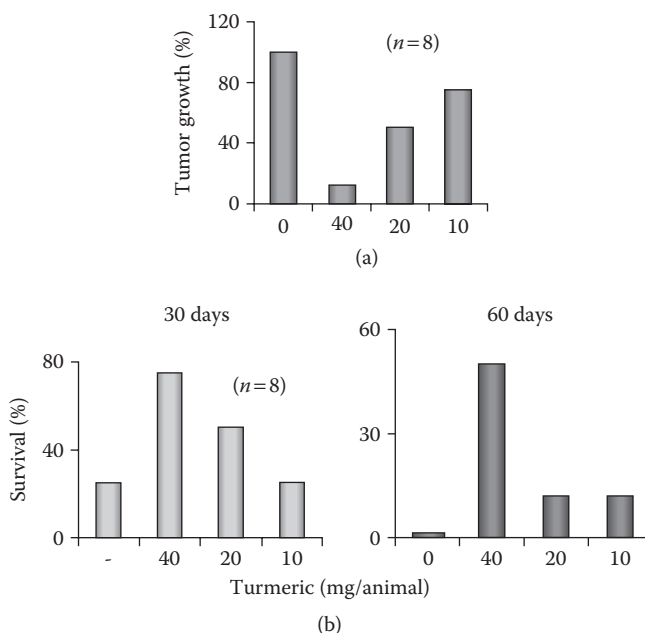 120
(n=8)
80
Tumor growth (%)
40
0
0 40 20 10
(a)
30 days
60 days
80
(n=8)
40
Survival (%)
0
- 40 20 10
60
30
0
0 40 20 10
Turmeric (mg/animal)
(b)